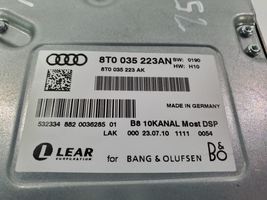 8T0 035 223AN SW: 0190
8T0 035 223 AK HW: H10
MADE IN GERMANY
532334 882 0036285 01 B8 10KANAL Most DSP
LAK 000 23.07.10 1111 0054
LEAR for BANG & OLUFSEN B&O
CORPORATION